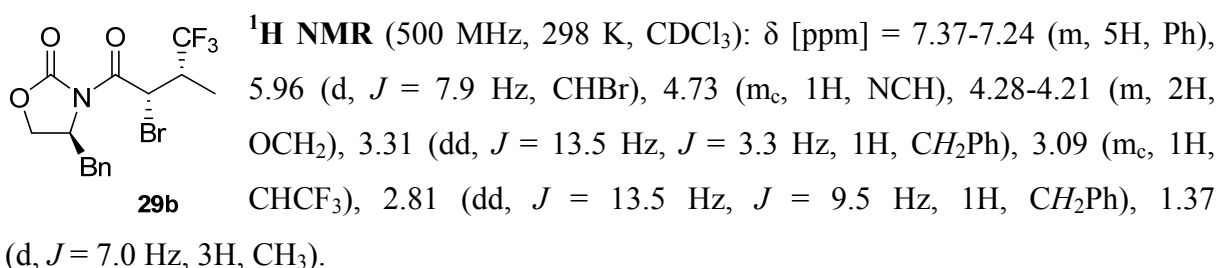 O O CF₃
O N
Br
Bn
29b
¹H NMR (500 MHz, 298 K, CDCl₃): δ [ppm] = 7.37-7.24 (m, 5H, Ph),
5.96 (d, J = 7.9 Hz, CHBr), 4.73 (m꜀, 1H, NCH), 4.28-4.21 (m, 2H,
OCH₂), 3.31 (dd, J = 13.5 Hz, J = 3.3 Hz, 1H, CH₂Ph), 3.09 (m꜀, 1H,
CHCF₃), 2.81 (dd, J = 13.5 Hz, J = 9.5 Hz, 1H, CH₂Ph), 1.37
(d, J = 7.0 Hz, 3H, CH₃).